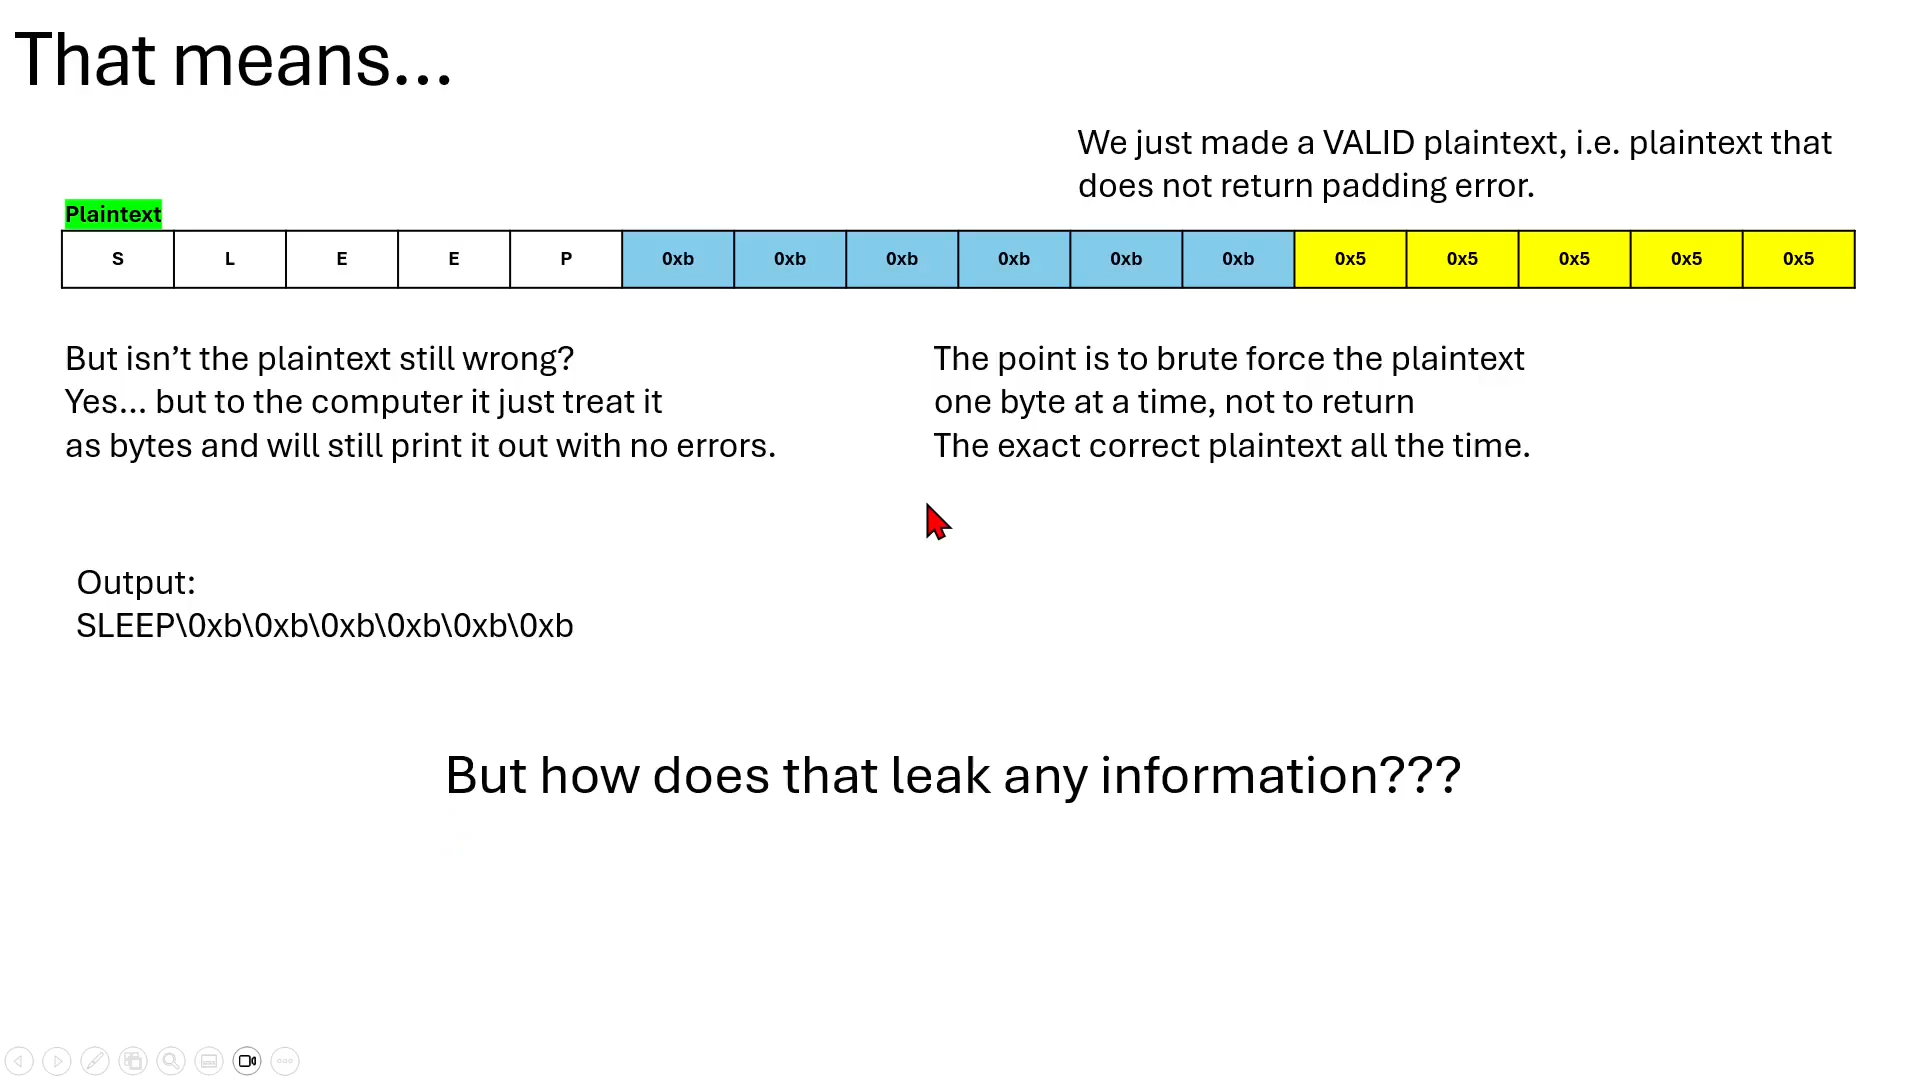 That means...
We just made a VALID plaintext, i.e. plaintext that
does not return padding error.
Plaintext
S L E E P 0xb 0xb 0xb 0xb 0xb 0xb 0x5 0x5 0x5 0x5 0x5
But isn’t the plaintext still wrong?
Yes... but to the computer it just treat it
as bytes and will still print it out with no errors.
The point is to brute force the plaintext
one byte at a time, not to return
The exact correct plaintext all the time.
Output:
SLEEP\0xb\0xb\0xb\0xb\0xb\0xb
But how does that leak any information???